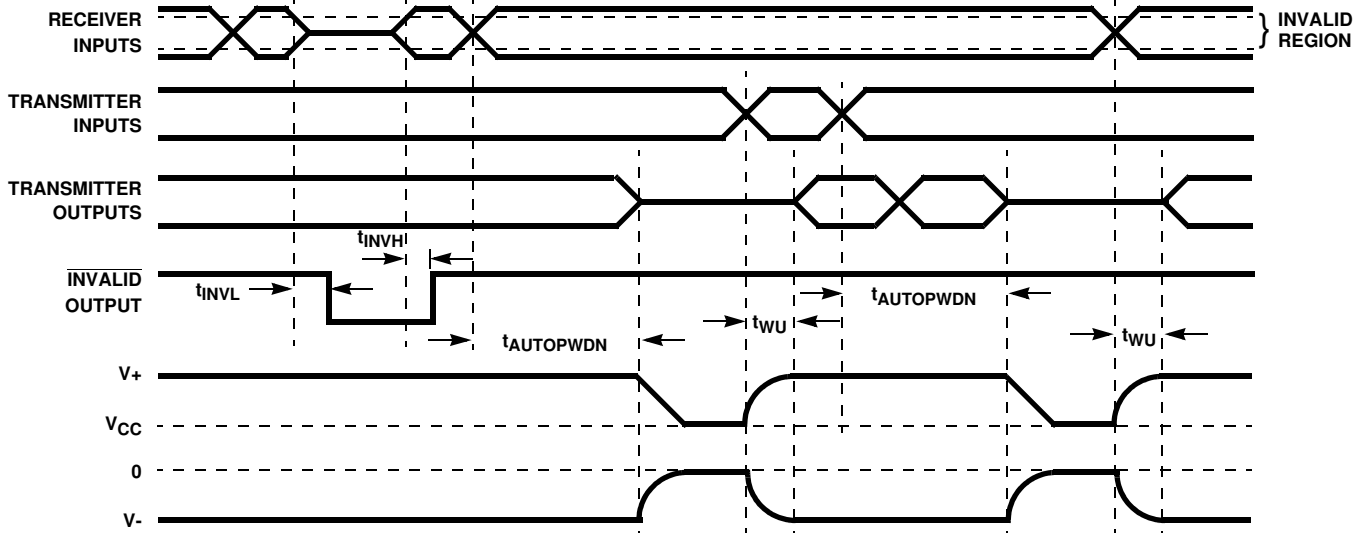 RECEIVER
INPUTS
} INVALID
REGION
TRANSMITTER
INPUTS
TRANSMITTER
OUTPUTS
tINVH
INVALID
OUTPUT
tINVL
tAUTOPWDN
tWU
tAUTOPWDN
tWU
V+
VCC
0
V-